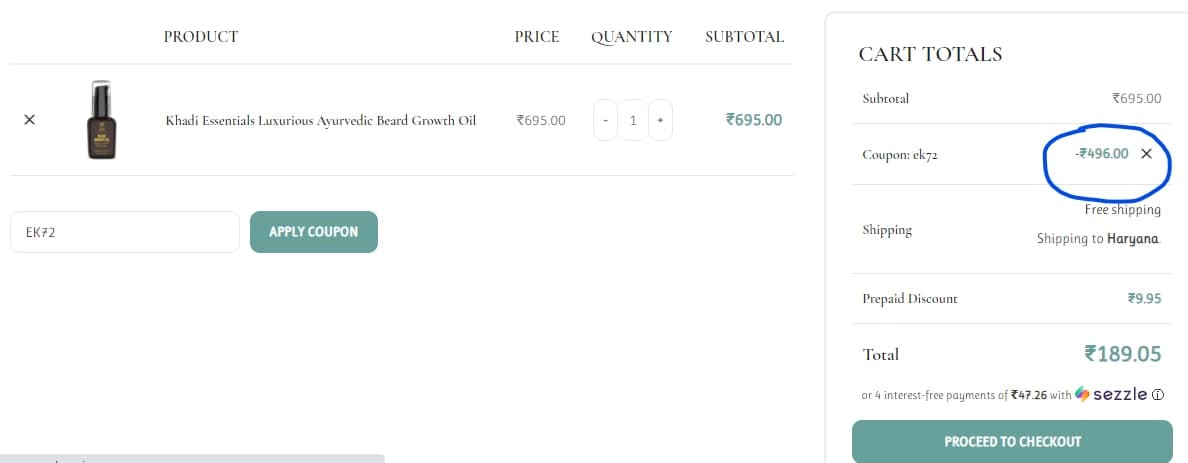 PRODUCT PRICE QUANTITY SUBTOTAL
Khadi Essentials Luxurious Ayurvedic Beard Growth Oil ₹695.00 - 1 + ₹695.00
EK72 APPLY COUPON
CART TOTALS
Subtotal ₹695.00
Coupon: ek72 -₹496.00 ×
Free shipping
Shipping
Shipping to Haryana.
Prepaid Discount ₹9.95
Total ₹189.05
or 4 interest-free payments of ₹47.26 with sezzle
PROCEED TO CHECKOUT